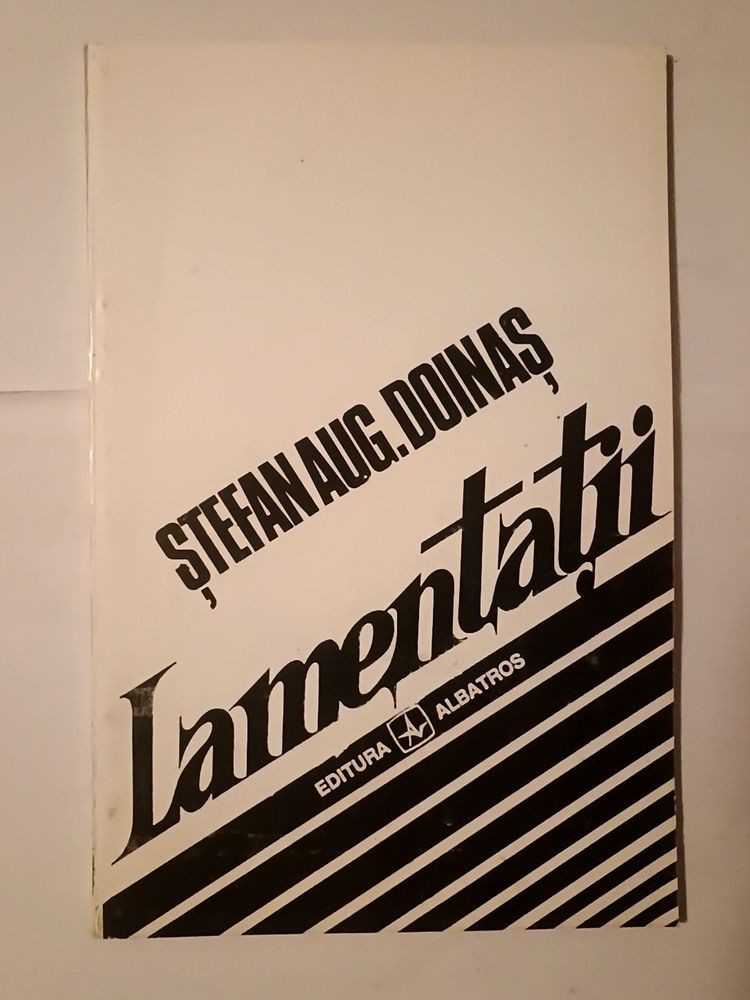 ȘTEFAN AUG. DOINAȘ
Lamentații
EDITURA ALBATROS